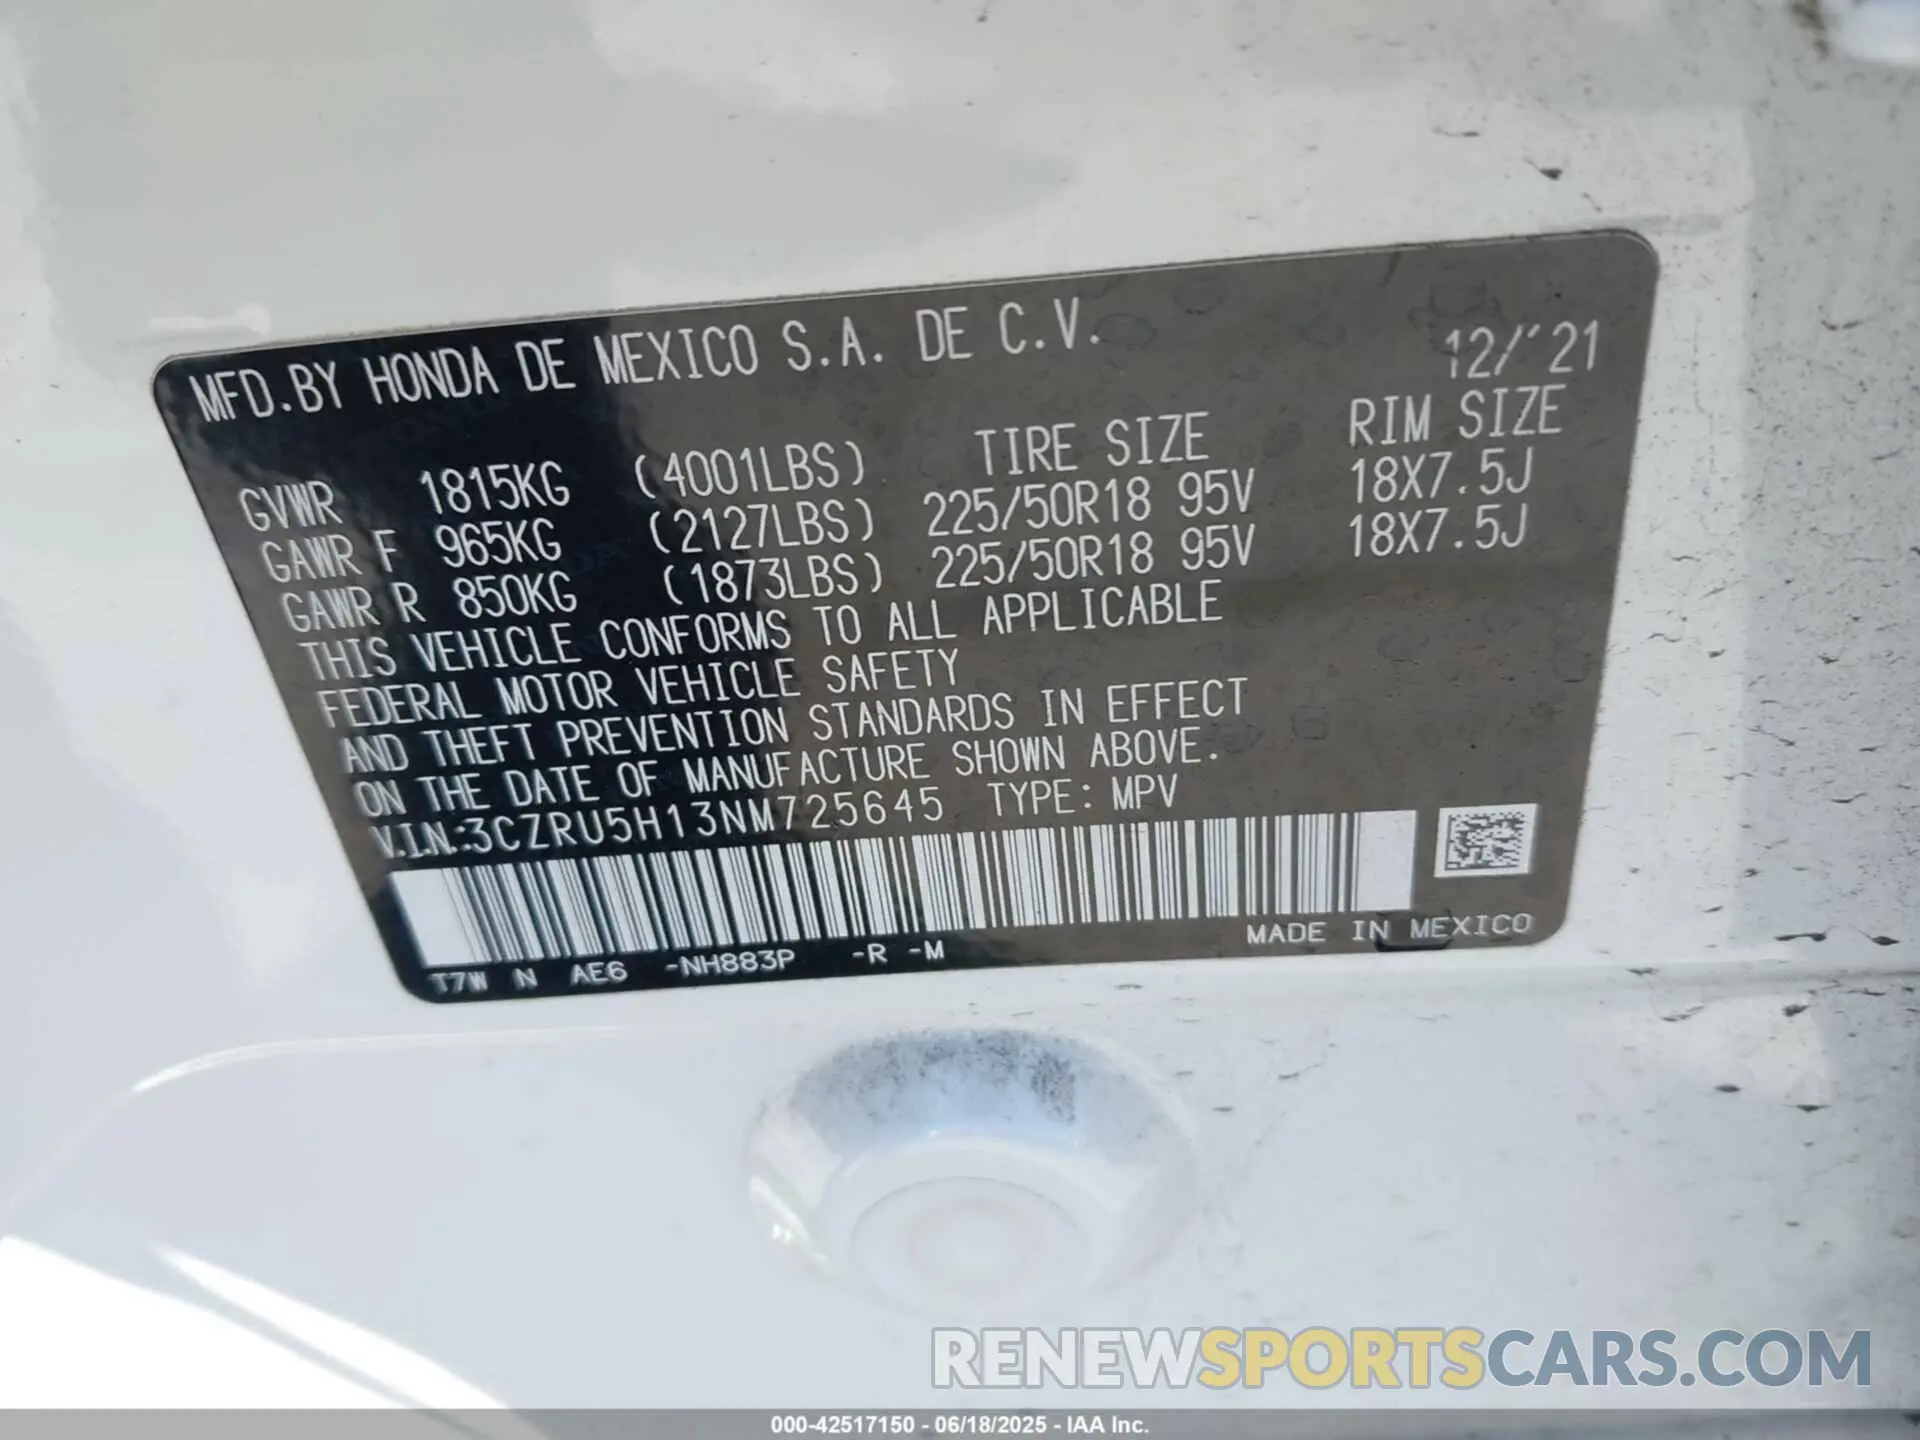 MFD.BY HONDA DE MEXICO S.A. DE C.V. 12/'21
TIRE SIZE RIM SIZE
GVWR 1815KG (4001LBS)
GAWR F 965KG (2127LBS) 225/50R18 95V 18X7.5J
GAWR R 850KG (1873LBS) 225/50R18 95V 18X7.5J
THIS VEHICLE CONFORMS TO ALL APPLICABLE
FEDERAL MOTOR VEHICLE SAFETY
AND THEFT PREVENTION STANDARDS IN EFFECT
ON THE DATE OF MANUFACTURE SHOWN ABOVE.
V.I.N.:3CZRU5H13NM725645 TYPE: MPV
MADE IN MEXICO
T7W N AE6 -NH883P -R -M
RENEWSPORTSCARS.COM
000-42517150 - 06/18/2025 - IAA Inc.